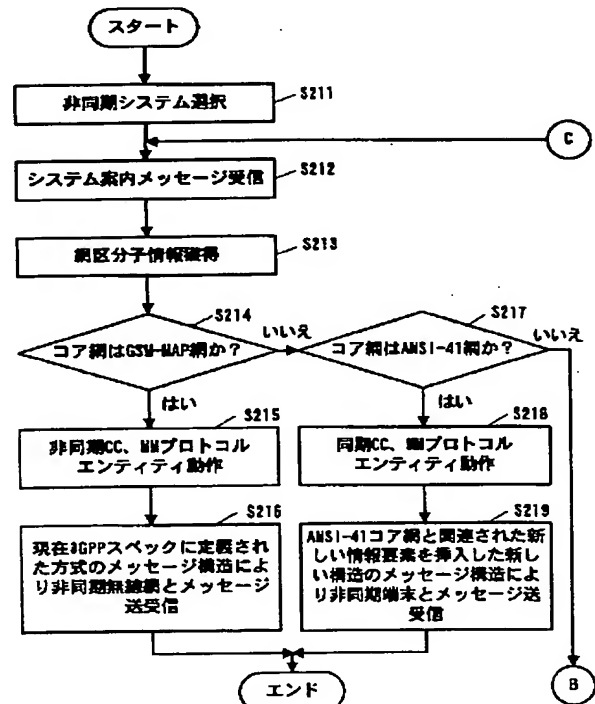 スタート
非同期システム選択
S211
C
システム案内メッセージ受信
S212
網区分子情報獲得
S213
S214
コア網はGSM-MAP網か?
いいえ
S217
コア網はANSI-41網か?
いいえ
はい
はい
S215
非同期CC、MMプロトコル
エンティティ動作
S218
同期CC、MMプロトコル
エンティティ動作
S216
現在3GPPスペックに定義され
た方式のメッセージ構造によ
り非同期無線網とメッセージ
送受信
S219
ANSI-41コア網と関連された新
しい情報要素を挿入した新し
い構造のメッセージ構造によ
り非同期端末とメッセージ送
受信
エンド
B